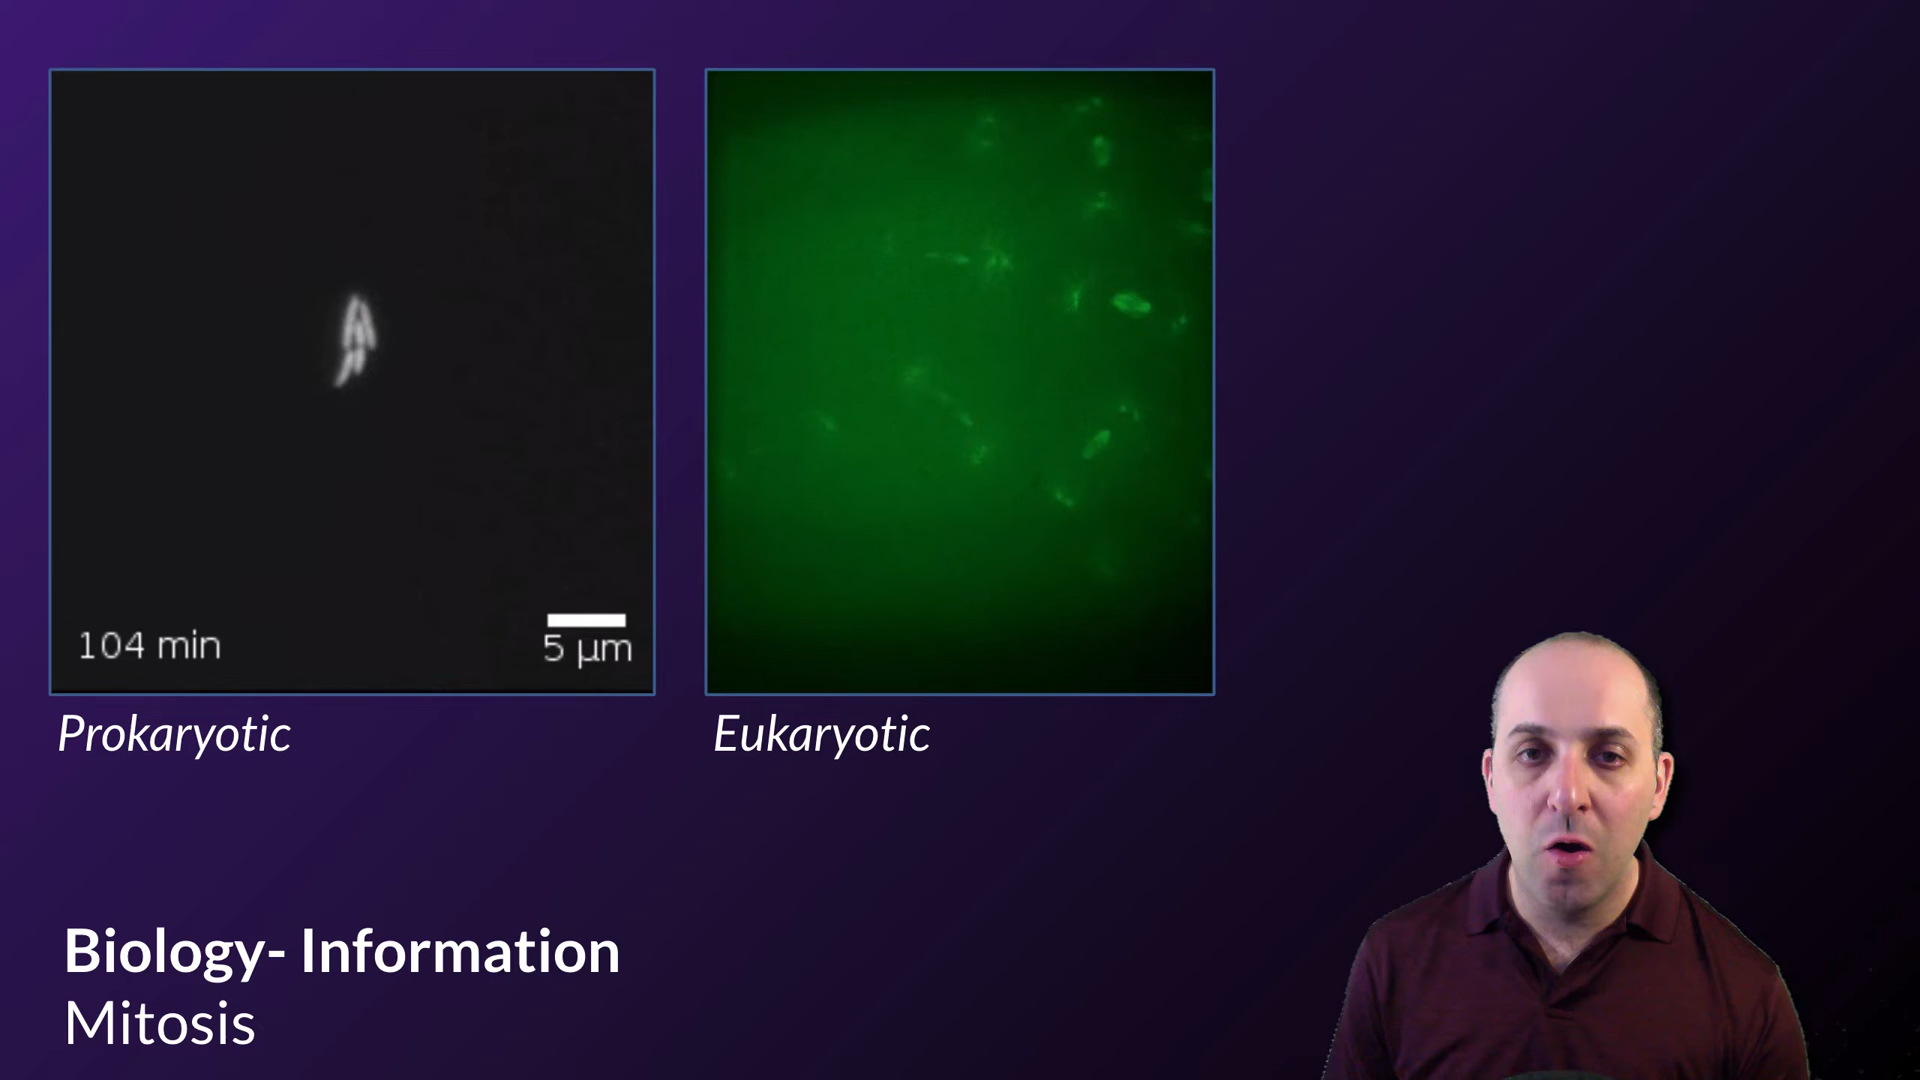 104 min
5 µm
Prokaryotic
Eukaryotic
Biology- Information
Mitosis